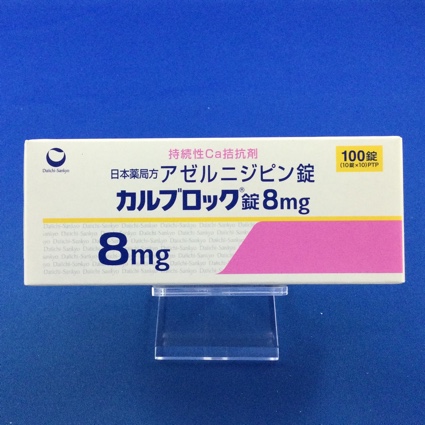 持続性Ca拮抗剤
日本薬局方 アゼルニジピン錠
カルブロック®錠8mg
100錠
(10錠×10)PTP
Daiichi-Sankyo
8mg